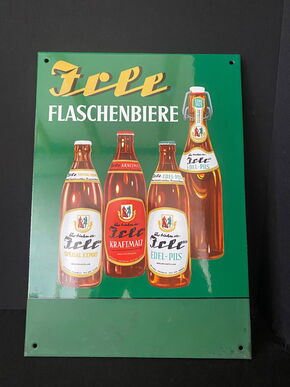 Irle
FLASCHENBIERE
Irle
EDEL-PILS
Irle
SPEZIAL EXPORT
Irle
KRAFTMALZ
Irle
EDEL-PILS